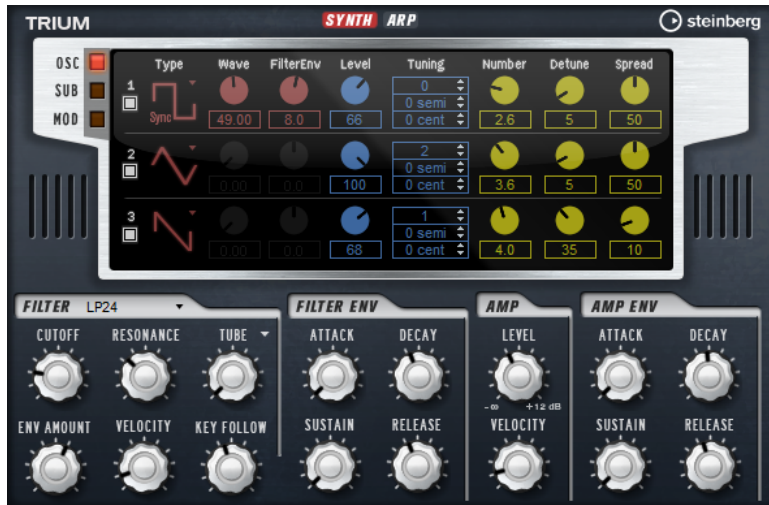 TRIUM SYNTH ARP steinberg
OSC
SUB
MOD
Type Wave FilterEnv Level Tuning Number Detune Spread
1 Sync 49.00 8.0 66 0 2.6 5 50
0 semi
0 cent
2 0.00 0.0 100 2 3.6 5 50
0 semi
0 cent
3 0.00 0.0 68 1 4.0 35 10
0 semi
0 cent
FILTER LP24 FILTER ENV AMP AMP ENV
CUTOFF RESONANCE TUBE ATTACK DECAY LEVEL ATTACK DECAY
-∞ +12 dB
ENV AMOUNT VELOCITY KEY FOLLOW SUSTAIN RELEASE VELOCITY SUSTAIN RELEASE